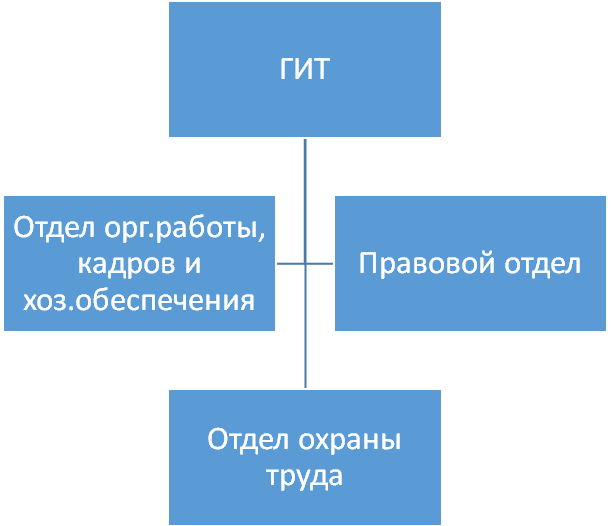 ГИТ
Отдел орг.работы,
кадров и
хоз.обеспечения
Правовой отдел
Отдел охраны
труда